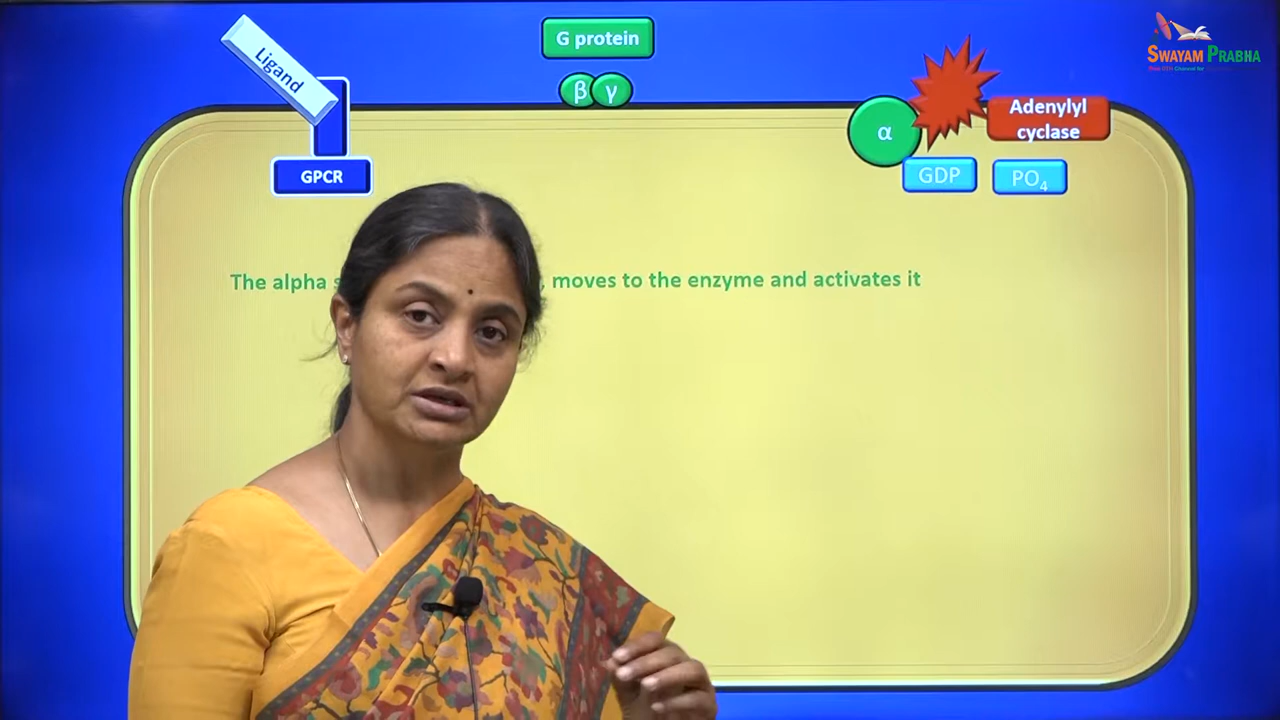 Ligand
G protein
β γ
SWAYAM PRABHA
α
Adenylyl
cyclase
GPCR
GDP
PO₄
The alpha
moves to the enzyme and activates it